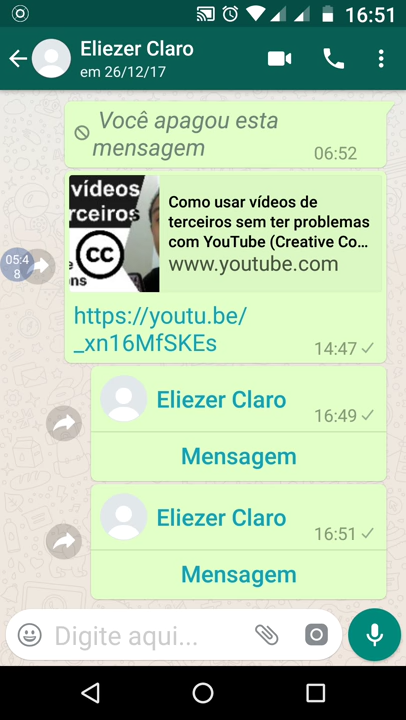 16:51
Eliezer Claro
em 26/12/17
Você apagou esta
mensagem
06:52
vídeos
rceiros
cc
e
ns
Como usar vídeos de
terceiros sem ter problemas
com YouTube (Creative Co...
www.youtube.com
05:4
8
https://youtu.be/
_xn16MfSKEs
14:47
Eliezer Claro
16:49
Mensagem
Eliezer Claro
16:51
Mensagem
Digite aqui...